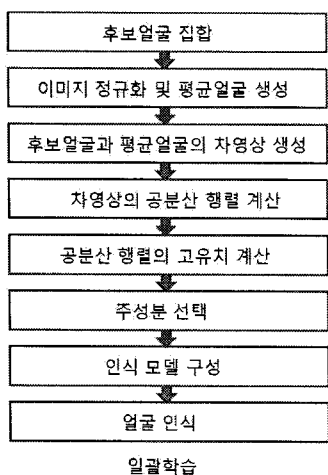 후보얼굴 집합
이미지 정규화 및 평균얼굴 생성
후보얼굴과 평균얼굴의 차영상 생성
차영상의 공분산 행렬 계산
공분산 행렬의 고유치 계산
주성분 선택
인식 모델 구성
얼굴 인식
일괄학습